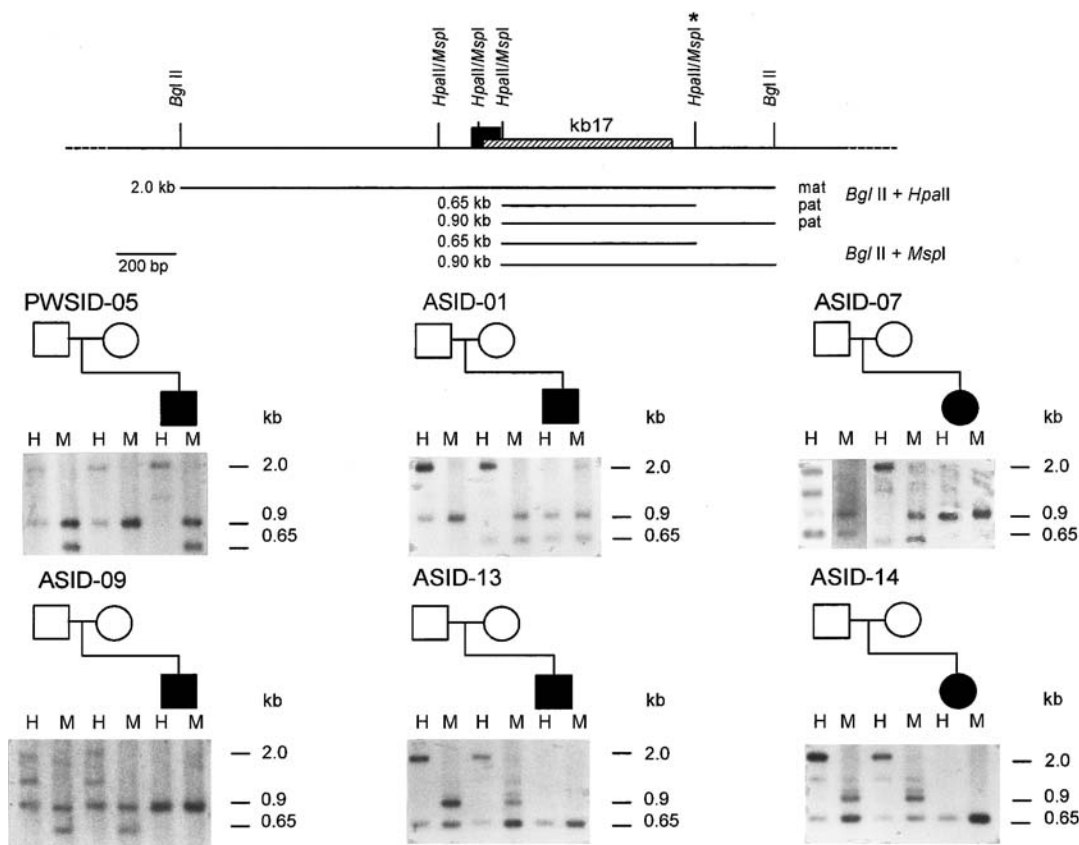 *
Bgl II
HpaII/MspI
HpaII/MspI
HpaII/MspI
HpaII/MspI
Bgl II
kb17
2.0 kb mat
0.65 kb pat
0.90 kb pat
Bgl II + HpaII
0.65 kb
0.90 kb
Bgl II + MspI
200 bp
PWSID-05 ASID-01 ASID-07
kb kb kb
H M H M H M
2.0
0.9
0.65
H M H M H M
2.0
0.9
0.65
H M H M H M
2.0
0.9
0.65
ASID-09 ASID-13 ASID-14
kb kb kb
H M H M H M
2.0
0.9
0.65
H M H M H M
2.0
0.9
0.65
H M H M H M
2.0
0.9
0.65